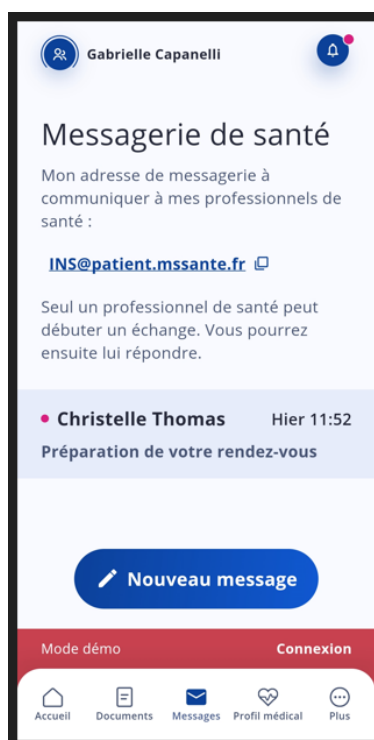 Gabrielle Capanelli
Messagerie de santé
Mon adresse de messagerie à
communiquer à mes professionnels de
santé :
INS@patient.mssante.fr
Seul un professionnel de santé peut
débuter un échange. Vous pourrez
ensuite lui répondre.
Christelle Thomas Hier 11:52
Préparation de votre rendez-vous
Nouveau message
Mode démo Connexion
Accueil Documents Messages Profil médical Plus